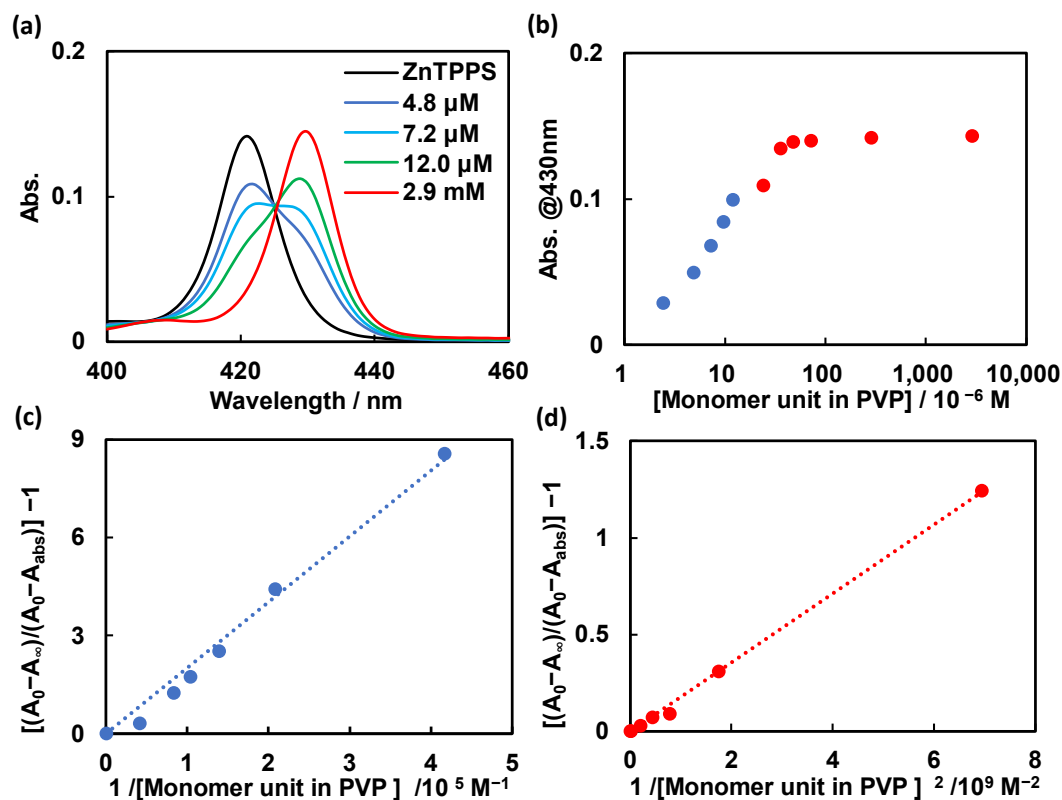 (a)
0.2
0.1
0
Abs.
400 420 440 460
Wavelength / nm
ZnTPPS
4.8 μM
7.2 μM
12.0 μM
2.9 mM
(b)
0.2
0.1
0
Abs. @430nm
1 10 100 1,000 10,000
[Monomer unit in PVP] / 10 ⁻⁶ M
(c)
9
6
3
0
[(A₀−A∞)/(A₀−Aabs)] −1
0 1 2 3 4 5
1 /[Monomer unit in PVP ] /10 ⁵ M⁻¹
(d)
1.5
1
0.5
0
[(A₀−A∞)/(A₀−Aabs)] −1
0 2 4 6 8
1 /[Monomer unit in PVP ] ² /10⁹ M⁻²